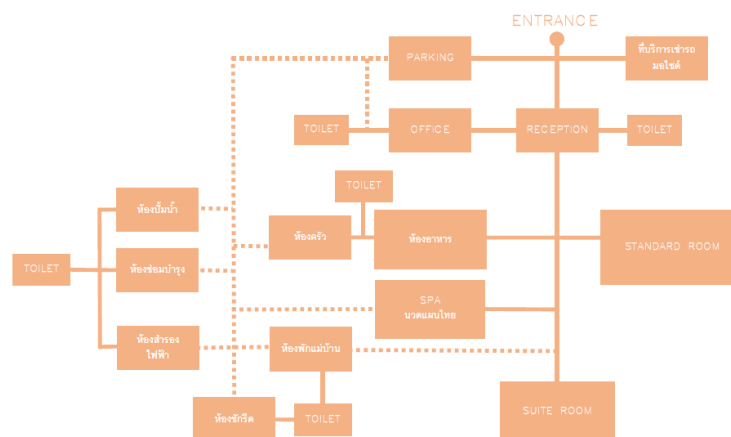 ENTRANCE
PARKING
ที่บริการเช่ารถ
มอไซด์
TOILET
OFFICE
RECEPTION
TOILET
TOILET
ห้องปั้มน้ำ
ห้องครัว
ห้องอาหาร
STANDARD ROOM
TOILET
ห้องซ่อมบำรุง
SPA
นวดแผนไทย
ห้องสำรอง
ไฟฟ้า
ห้องพักแม่บ้าน
ห้องซักรีด
TOILET
SUITE ROOM